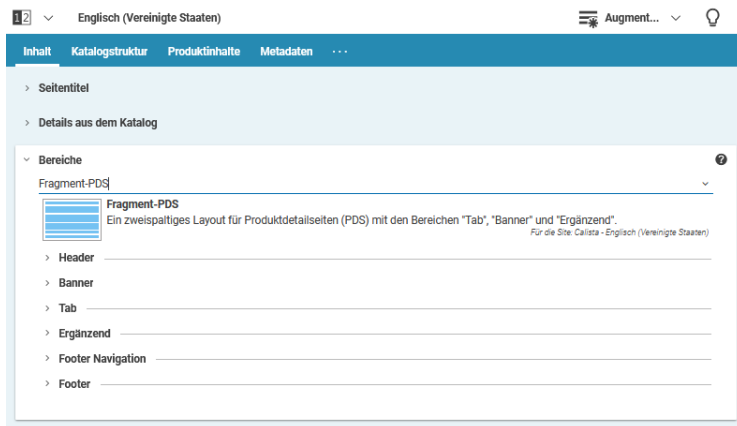 12 Englisch (Vereinigte Staaten) Augment...
Inhalt Katalogstruktur Produktinhalte Metadaten ...
Seitentitel
Details aus dem Katalog
Bereiche
Fragment-PDS
Fragment-PDS
Ein zweispaltiges Layout für Produktdetailseiten (PDS) mit den Bereichen "Tab", "Banner" und "Ergänzend".
Für die Site: Calista - Englisch (Vereinigte Staaten)
Header
Banner
Tab
Ergänzend
Footer Navigation
Footer